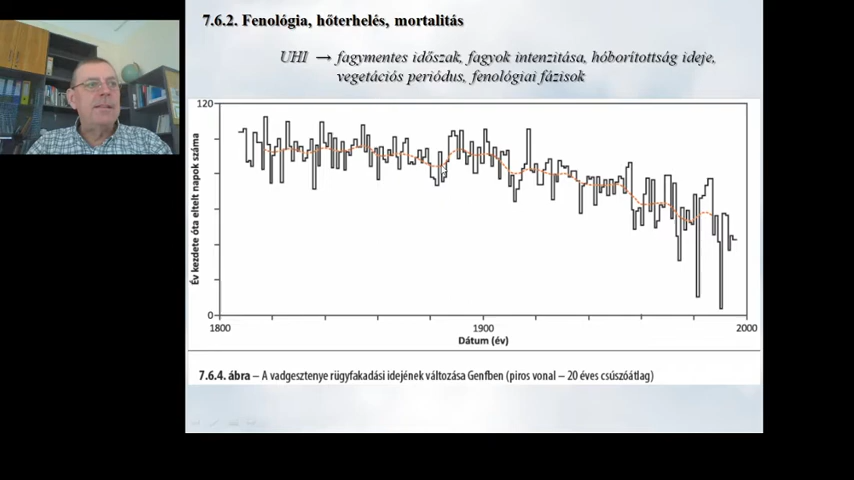 7.6.2. Fenológia, hőterhelés, mortalitás
UHI → fagymentes időszak, fagyok intenzitása, hóborítottság ideje,
vegetációs periódus, fenológiai fázisok
120
Év kezdete óta eltelt napok száma
0
1800
1900
2000
Dátum (év)
7.6.4. ábra – A vadgesztenye rügyfakadási idejének változása Genfben (piros vonal – 20 éves csúszóátlag)